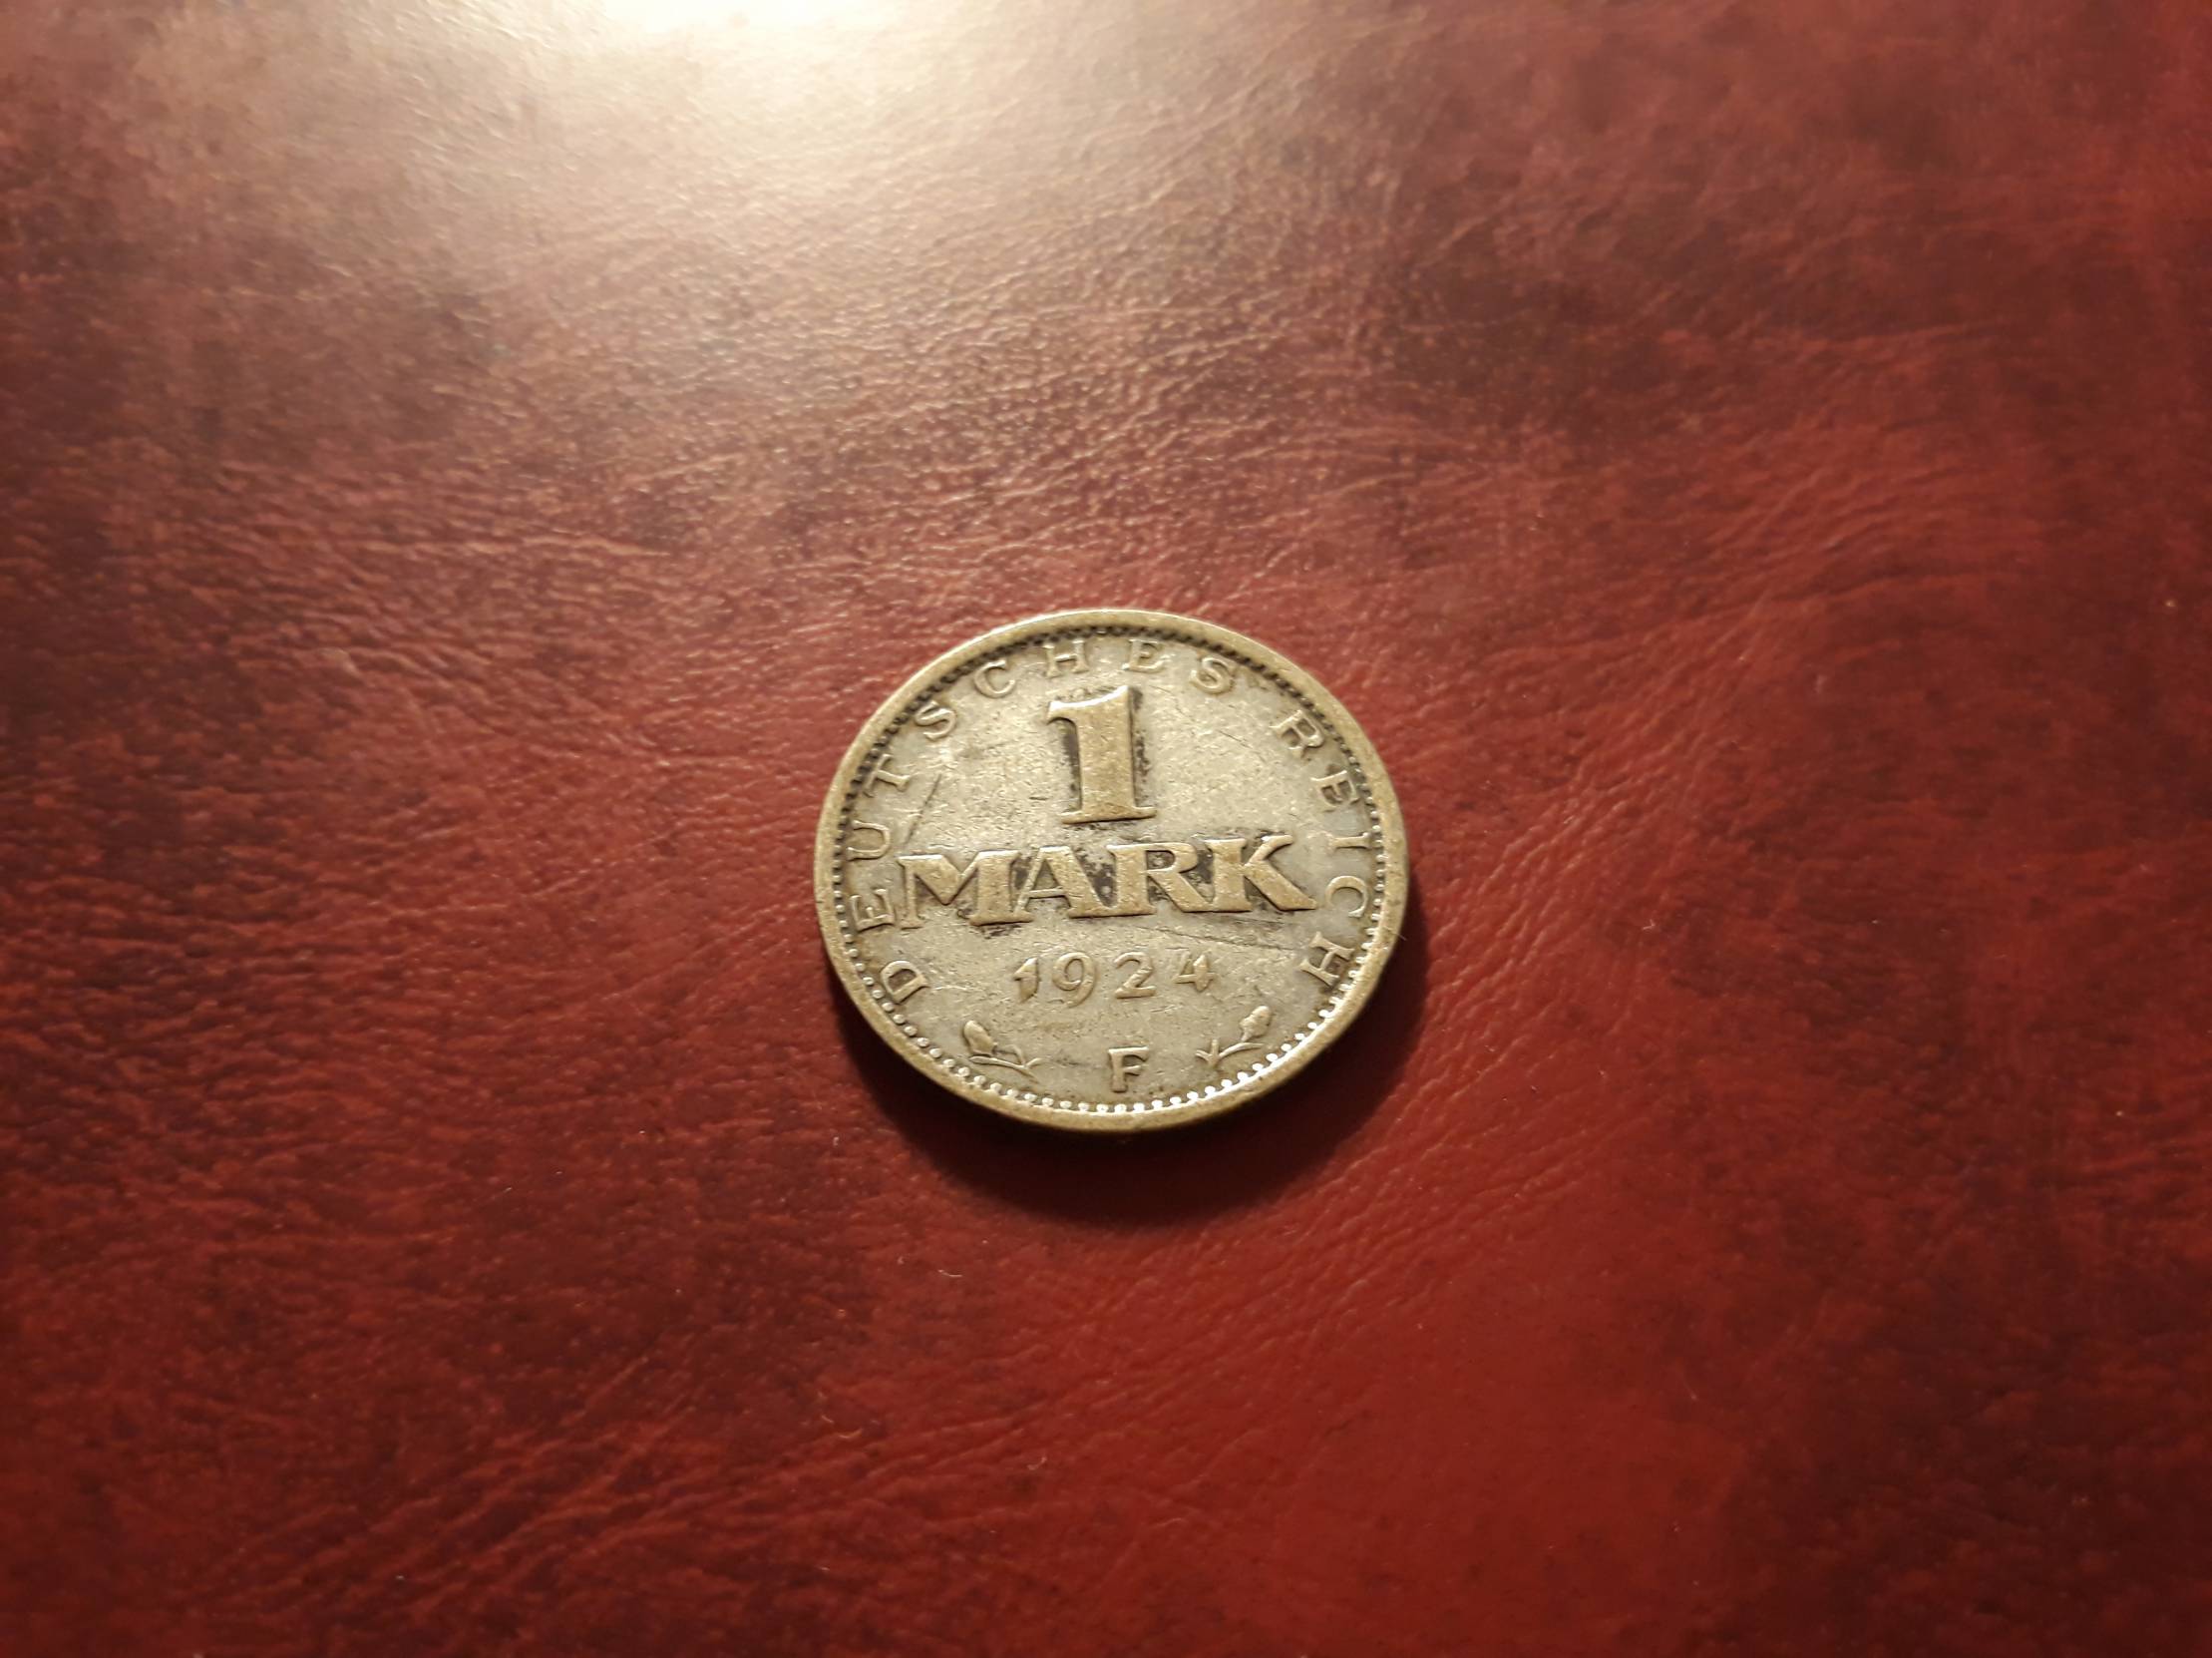 DEUTSCHES REICH
1
MARK
1924
F